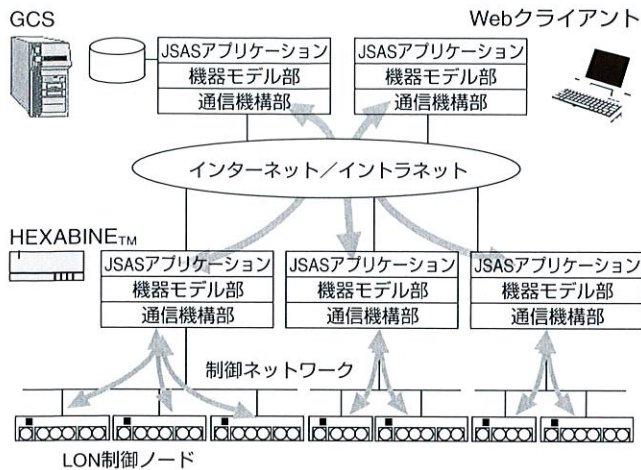 GCS
Webクライアント
JSASアプリケーション
機器モデル部
通信機構部
JSASアプリケーション
機器モデル部
通信機構部
インターネット／イントラネット
HEXABINE™
JSASアプリケーション
機器モデル部
通信機構部
JSASアプリケーション
機器モデル部
通信機構部
JSASアプリケーション
機器モデル部
通信機構部
制御ネットワーク
LON制御ノード